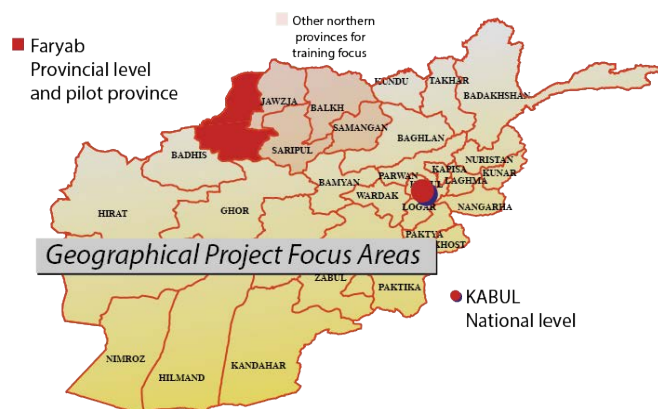 Other northern
provinces for
training focus
Faryab
Provincial level
and pilot province
KUNDU
TAKHAR
BADAKHSHAN
JAWZJA
BALKH
SAMANGAN
BAGHLAN
SARIPUL
BADHIS
NURISTAN
KAPISA
KUNAR
PARWAN
LAGHMA
BAMYAN
WARDAK
LOGAR
NANGARHA
HIRAT
GHOR
PAKTYA
Geographical Project Focus Areas
ZABUL
PAKTIKA
KABUL
National level
NIMROZ
HILMAND
KANDAHAR